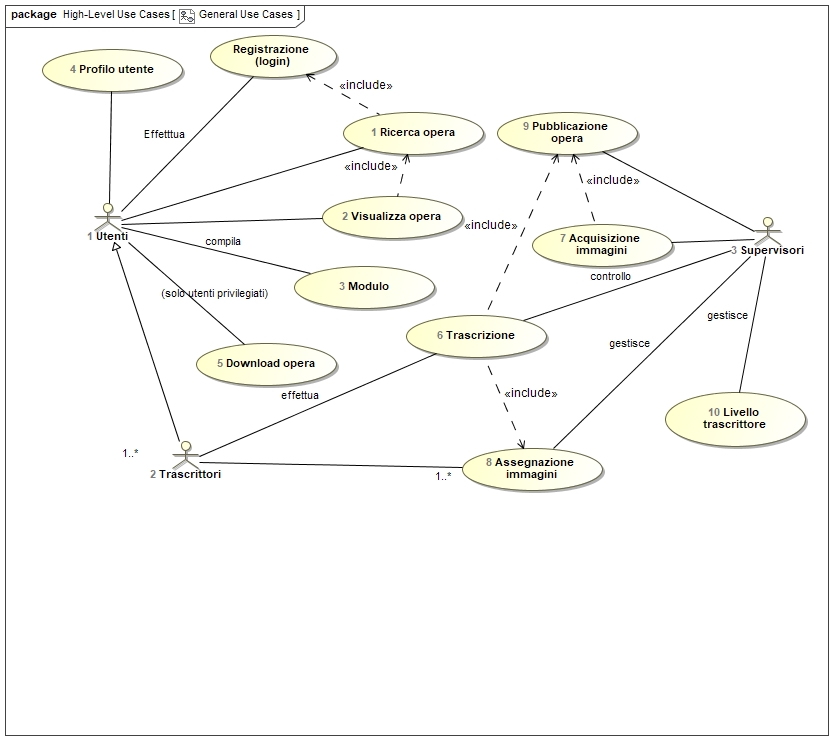 package High-Level Use Cases [ General Use Cases ]
Registrazione
(login)
4 Profilo utente
«include»
Effetttua
1 Ricerca opera
9 Pubblicazione
opera
«include»
«include»
2 Visualizza opera
«include»
1 Utenti
compila
7 Acquisizione
immagini
3 Supervisori
controllo
3 Modulo
(solo utenti privilegiati)
gestisce
6 Trascrizione
gestisce
5 Download opera
effettua
«include»
10 Livello
trascrittore
1..*
2 Trascrittori
8 Assegnazione
immagini
1..*